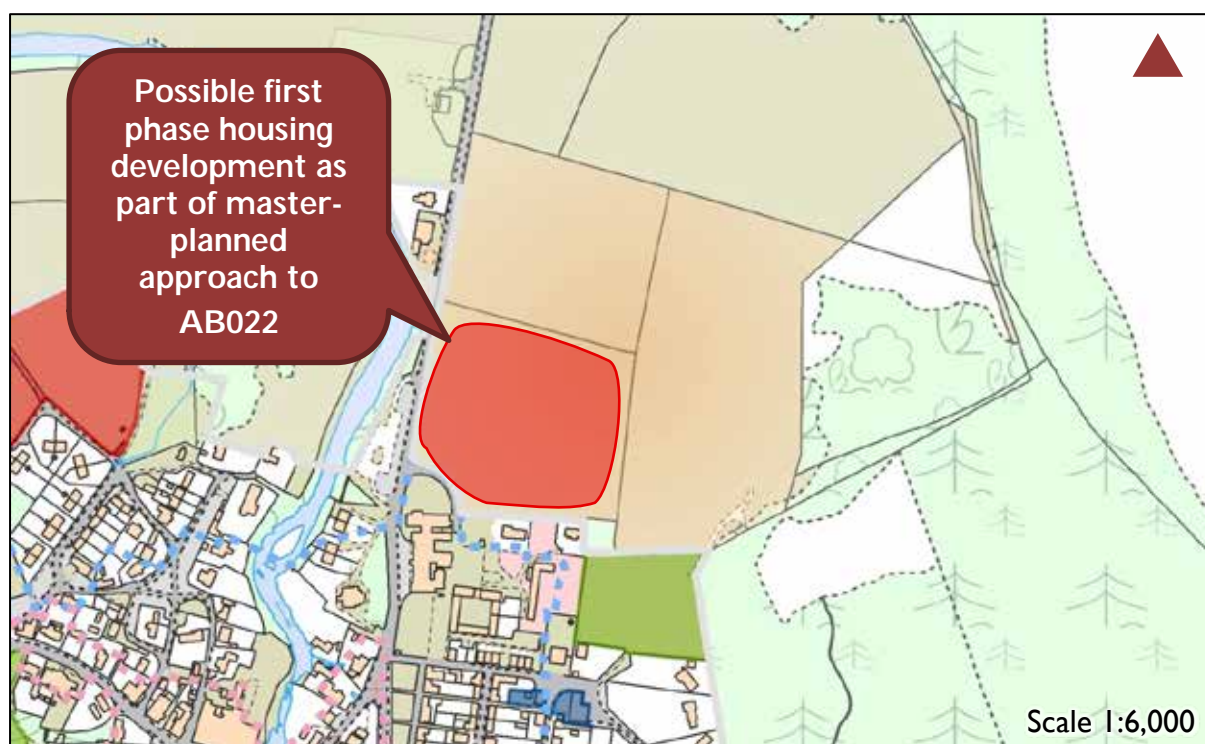 Possible first
phase housing
development as
part of master-
planned
approach to
AB022
Scale 1:6,000